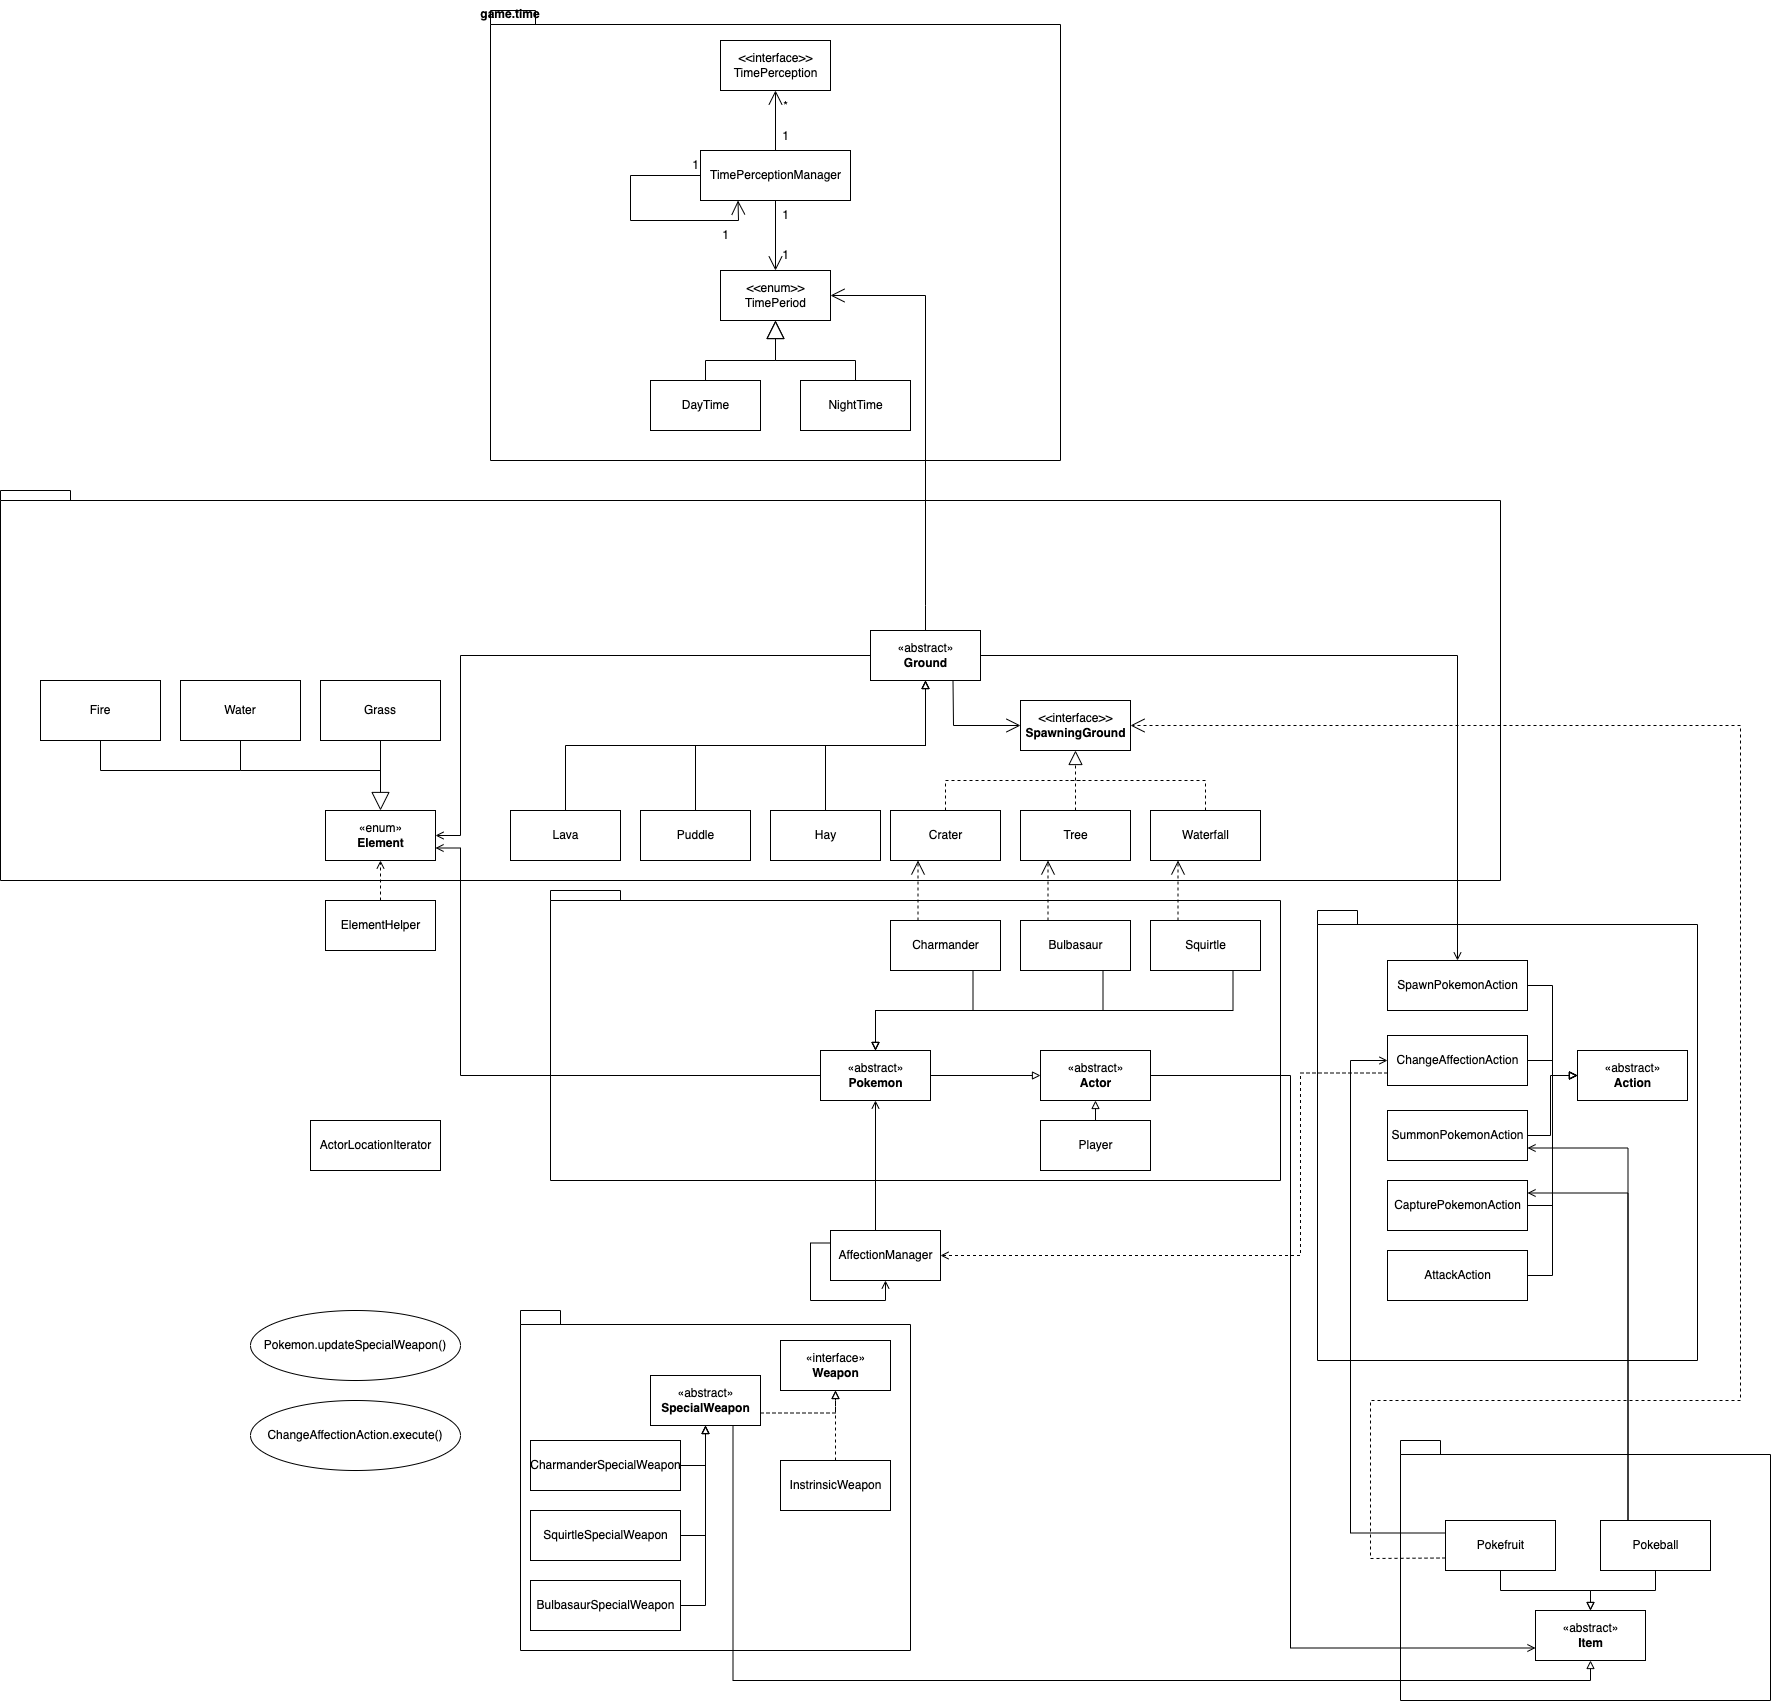 game.time
<<interface>>
TimePerception
*
1
1
TimePerceptionManager
1
1
1
<<enum>>
TimePeriod
DayTime
NightTime
«abstract»
Ground
Fire
Water
Grass
<<interface>>
SpawningGround
«enum»
Element
Lava
Puddle
Hay
Crater
Tree
Waterfall
ElementHelper
Charmander
Bulbasaur
Squirtle
SpawnPokemonAction
ChangeAffectionAction
«abstract»
Pokemon
«abstract»
Actor
«abstract»
Action
ActorLocationIterator
Player
SummonPokemonAction
CapturePokemonAction
AffectionManager
AttackAction
Pokemon.updateSpecialWeapon()
«interface»
Weapon
«abstract»
SpecialWeapon
ChangeAffectionAction.execute()
CharmanderSpecialWeapon
InstrinsicWeapon
SquirtleSpecialWeapon
Pokefruit
Pokeball
BulbasaurSpecialWeapon
«abstract»
Item